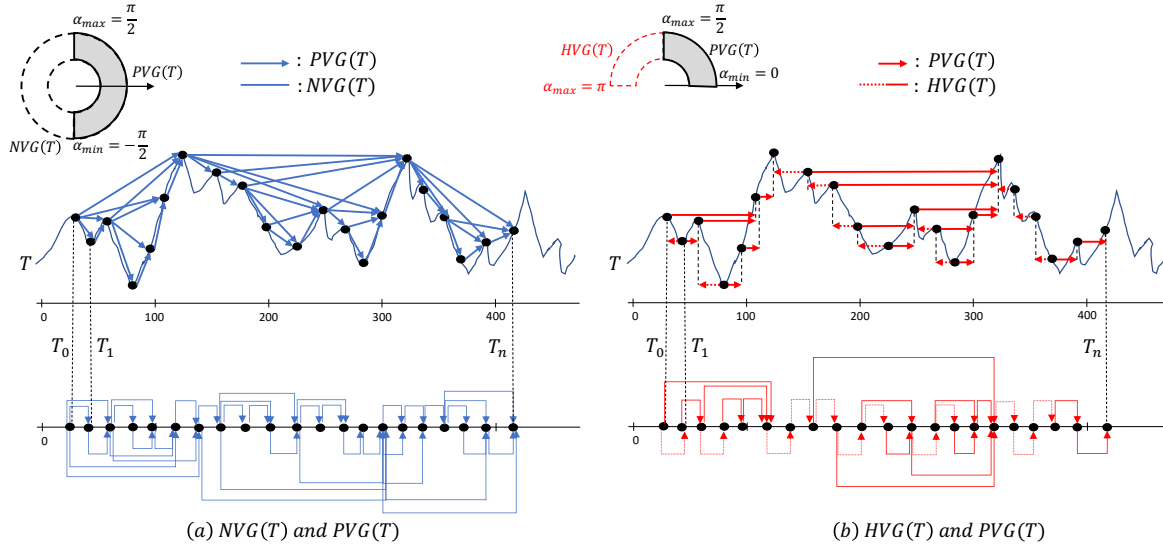 α_max = π/2
PVG(T)
NVG(T)
α_min = −π/2
: PVG(T)
: NVG(T)
T
0 100 200 300 400
T_0 T_1 T_n
0
(a) NVG(T) and PVG(T)
α_max = π/2
HVG(T)
PVG(T)
α_min = 0
α_max = π
: PVG(T)
: HVG(T)
T
0 100 200 300 400
T_0 T_1 T_n
0
(b) HVG(T) and PVG(T)